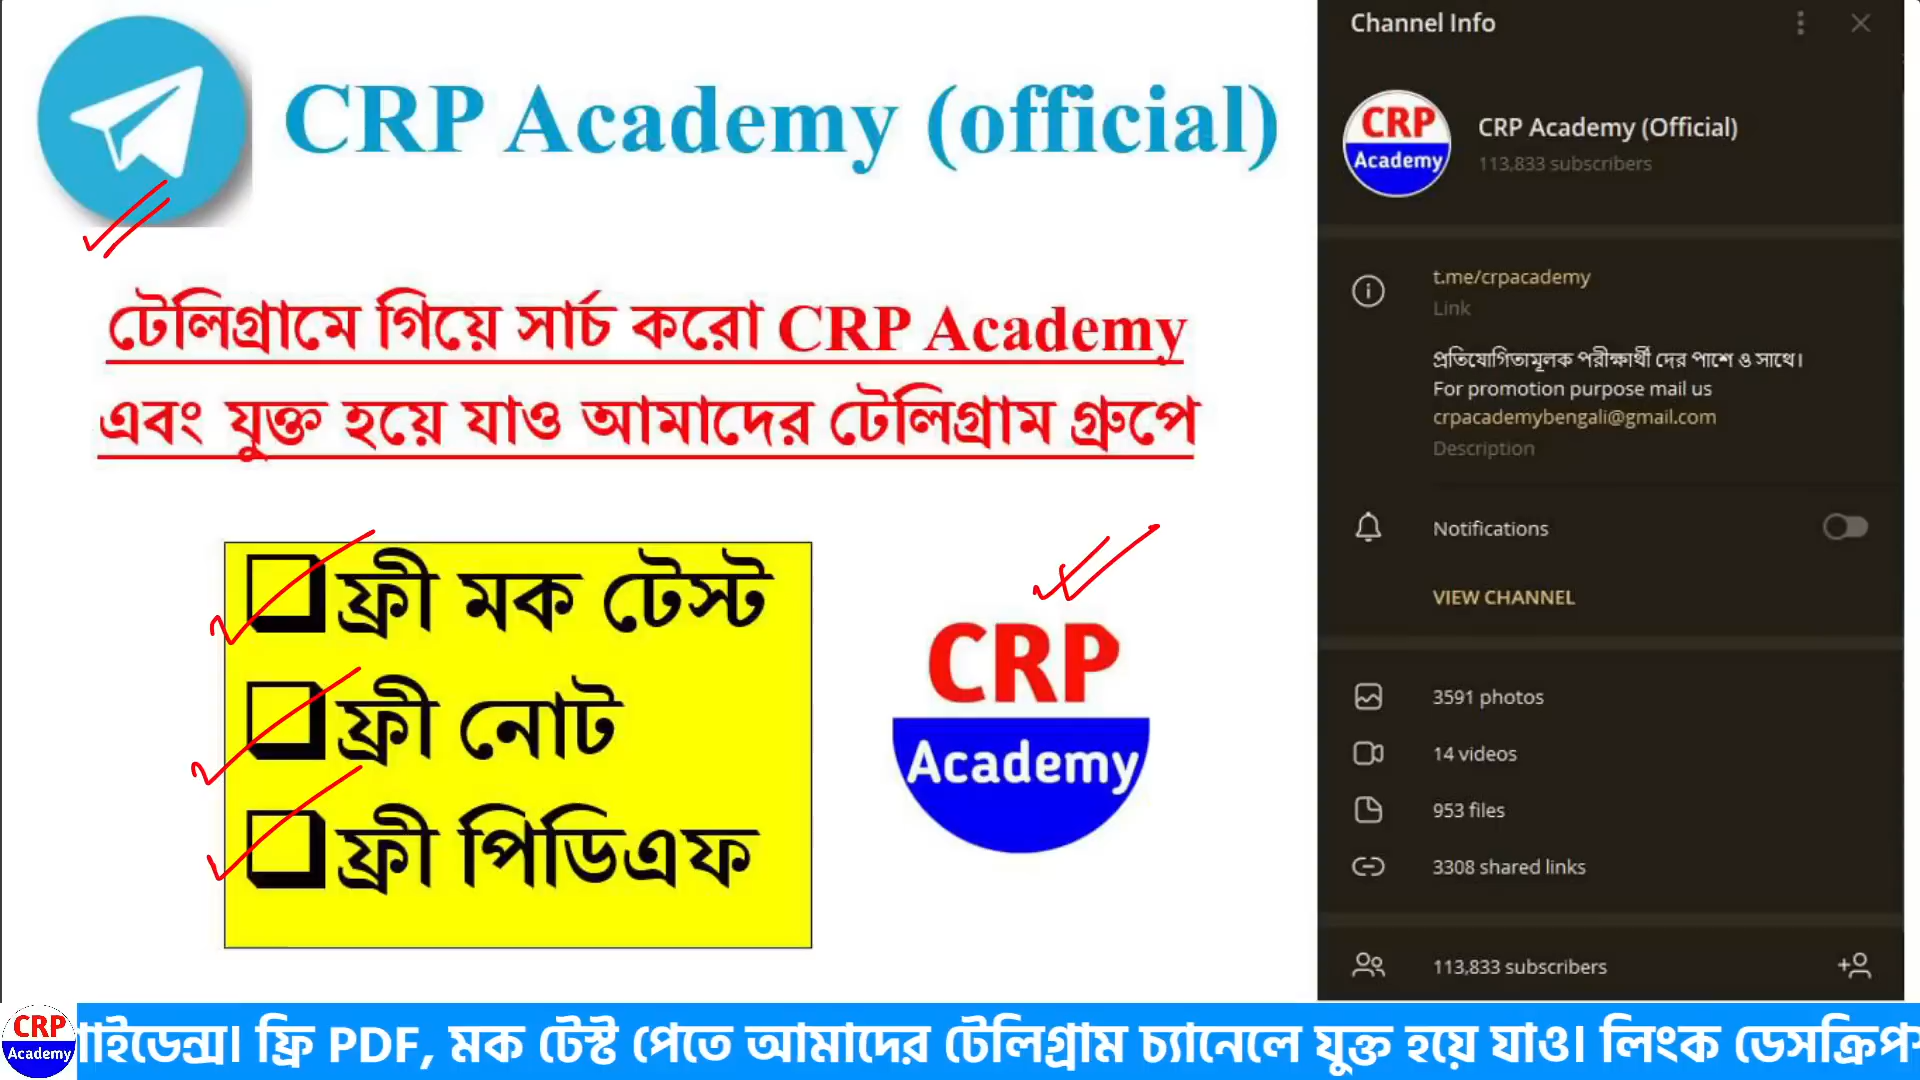 CRP Academy (official)
টেলিগ্রামে গিয়ে সার্চ করো CRP Academy
এবং যুক্ত হয়ে যাও আমাদের টেলিগ্রাম গ্রুপে
ফ্রী মক টেস্ট
ফ্রী নোট
ফ্রী পিডিএফ
CRP
Academy
Channel Info
CRP
Academy
CRP Academy (Official)
113,833 subscribers
t.me/crpacademy
Link
প্রতিযোগিতামূলক পরীক্ষার্থী দের পাশে ও সাথে।
For promotion purpose mail us
crpacademybengali@gmail.com
Description
Notifications
VIEW CHANNEL
3591 photos
14 videos
953 files
3308 shared links
113,833 subscribers
CRP
Academy
ফ্রি PDF, মক টেস্ট পেতে আমাদের টেলিগ্রাম চ্যানেলে যুক্ত হয়ে যাও। লিংক